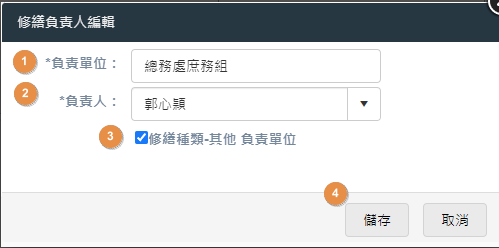 修繕負責人編輯
1 *負責單位： 總務處庶務組
2 *負責人： 郭心顥
3 修繕種類-其他 負責單位
4
儲存 取消